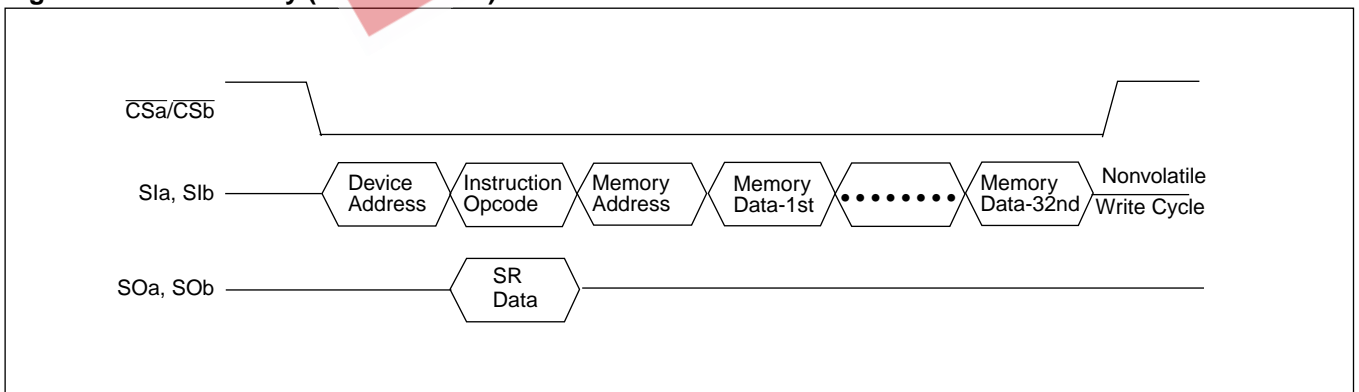 CSa/CSb
SIa, SIb
Device
Address
Instruction
Opcode
Memory
Address
Memory
Data-1st
••••••••
Memory
Data-32nd
Nonvolatile
Write Cycle
SOa, SOb
SR
Data